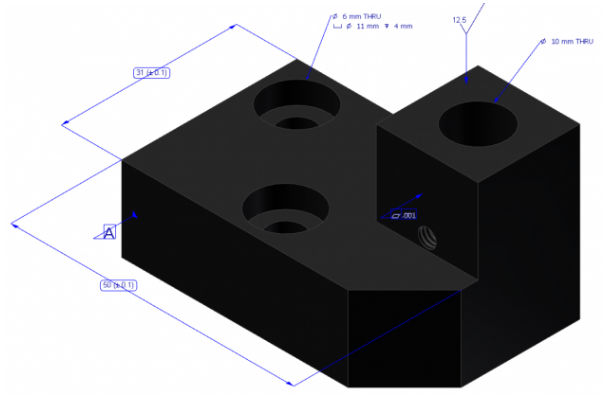 ⌀ 6 mm THRU
⌴ ⌀ 11 mm ↧ 4 mm
12.5
⌀ 10 mm THRU
31 (± 0.1)
⏥ .001
A
50 (± 0.1)